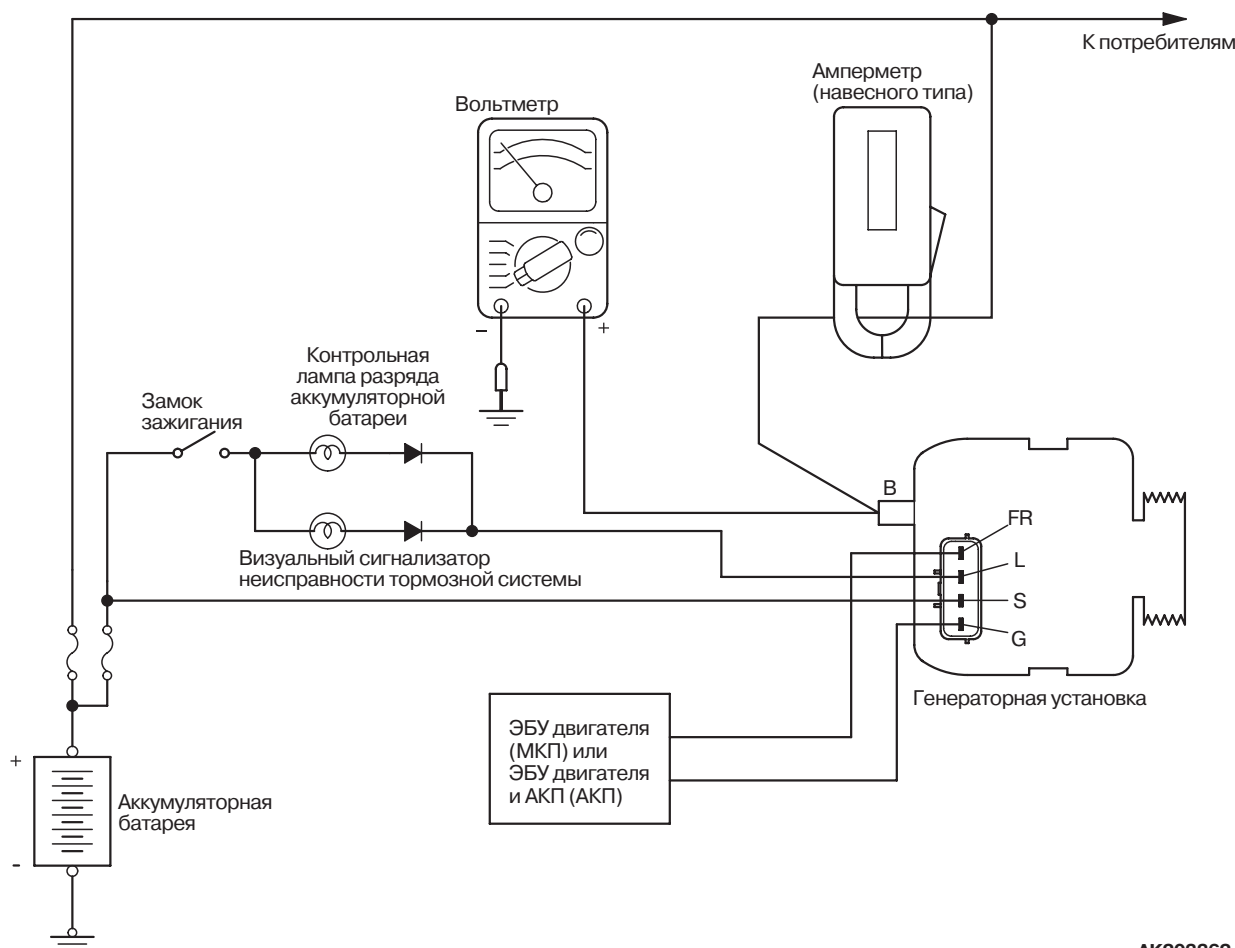 К потребителям
Амперметр
(навесного типа)
Вольтметр
–
+
Контрольная
лампа разряда
аккумуляторной
батареи
Замок
зажигания
B
FR
L
S
G
Визуальный сигнализатор
неисправности тормозной системы
Генераторная установка
ЭБУ двигателя
(МКП) или
ЭБУ двигателя
и АКП (АКП)
+
Аккумуляторная
батарея
-